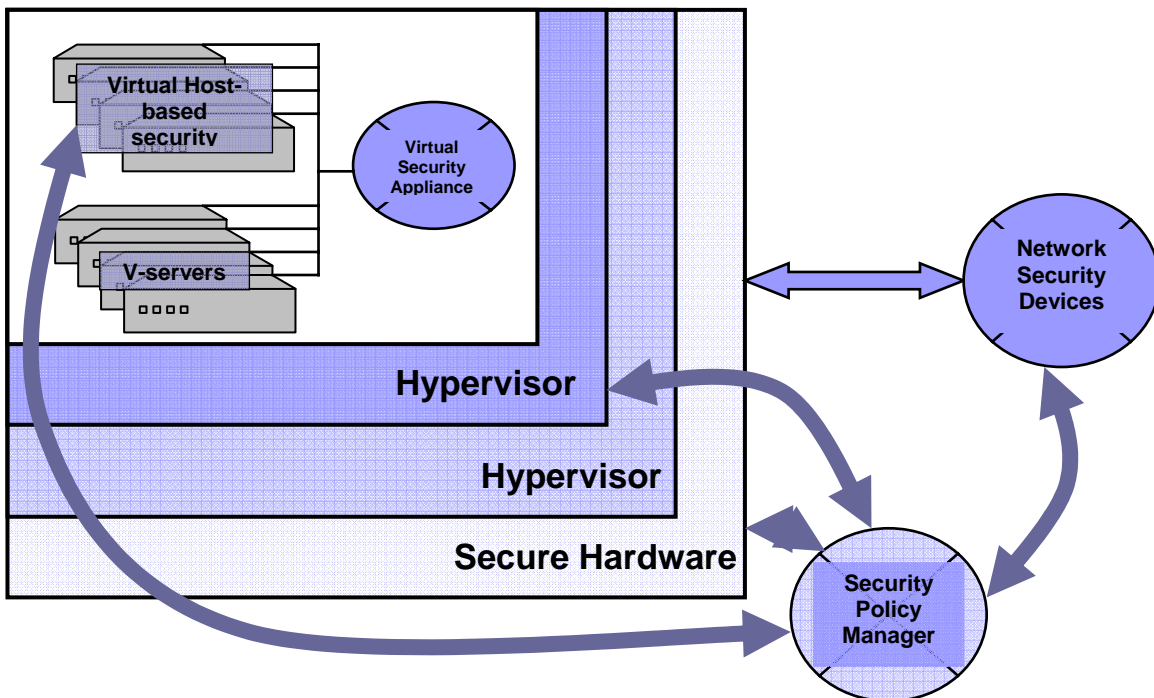 Virtual Host-
based
security
Virtual
Security
Appliance
V-servers
Network
Security
Devices
Hypervisor
Hypervisor
Secure Hardware
Security
Policy
Manager